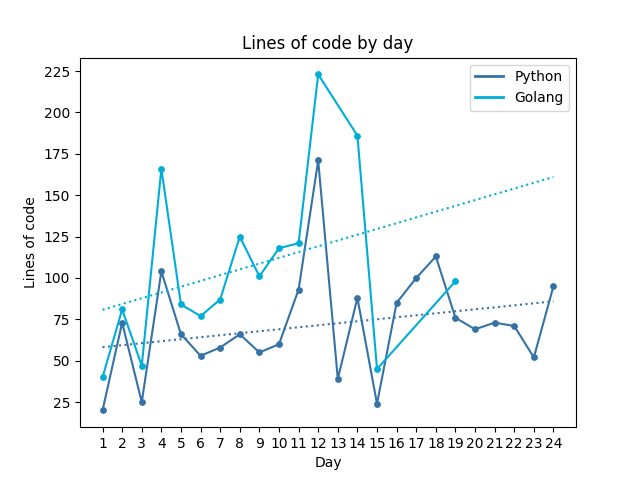 Lines of code by day
Python
Golang
Lines of code
225
200
175
150
125
100
75
50
25
1 2 3 4 5 6 7 8 9 10 11 12 13 14 15 16 17 18 19 20 21 22 23 24
Day